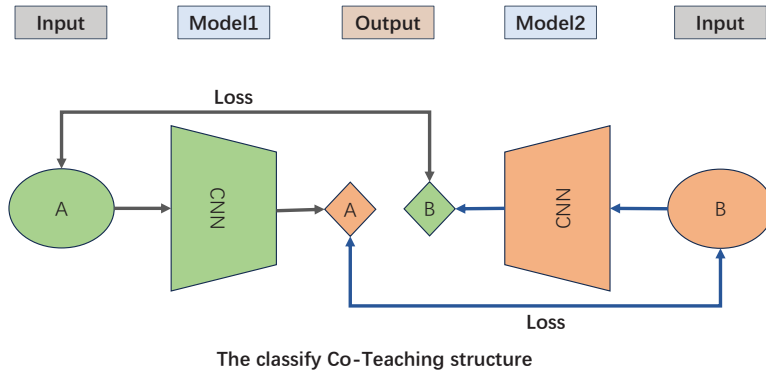 Input
Model1
Output
Model2
Input
Loss
A
CNN
A
B
CNN
B
Loss
The classify Co-Teaching structure